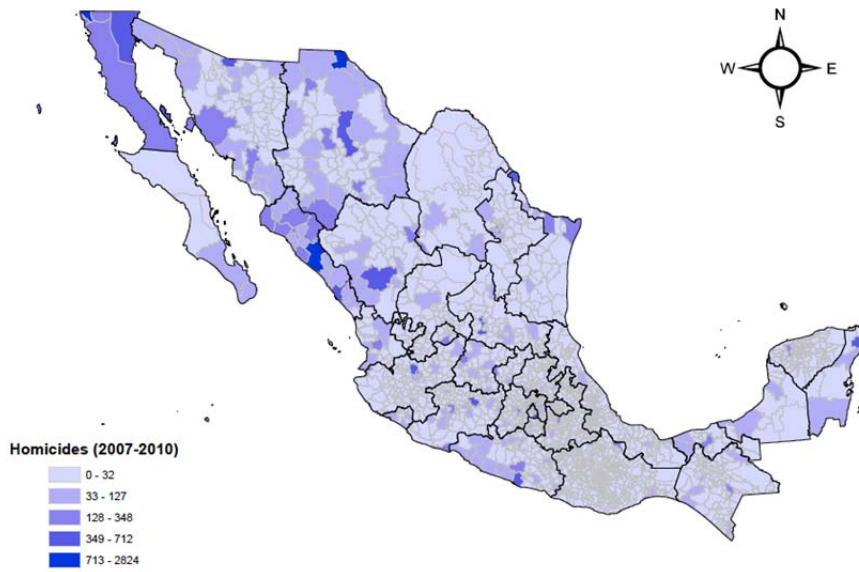 N
W E
S
Homicides (2007-2010)
0 - 32
33 - 127
128 - 348
349 - 712
713 - 2824